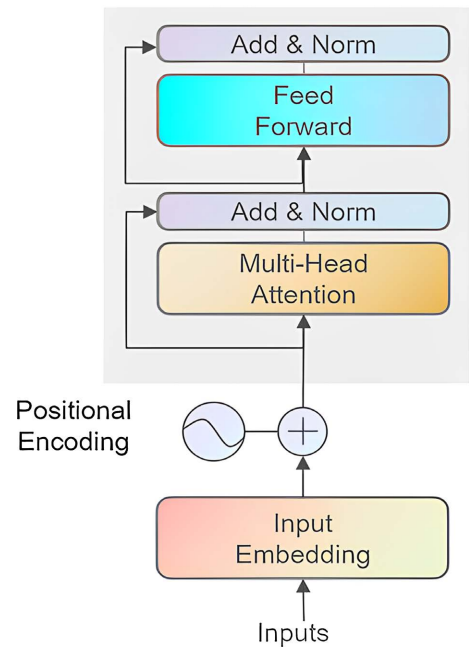 Add & Norm
Feed
Forward
Add & Norm
Multi-Head
Attention
Positional
Encoding
Input
Embedding
Inputs